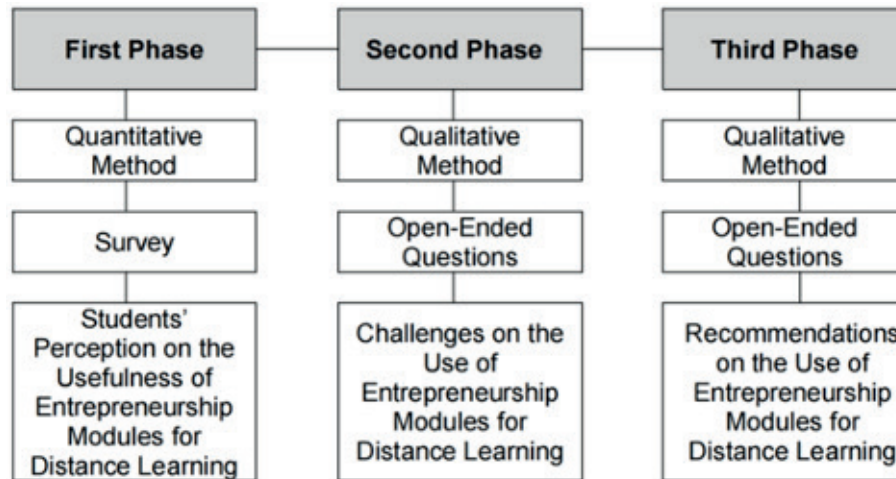 First Phase
Second Phase
Third Phase
Quantitative
Method
Qualitative
Method
Qualitative
Method
Survey
Open-Ended
Questions
Open-Ended
Questions
Students'
Perception on the
Usefulness of
Entrepreneurship
Modules for
Distance Learning
Challenges on the
Use of
Entrepreneurship
Modules for
Distance Learning
Recommendations
on the Use of
Entrepreneurship
Modules for
Distance Learning